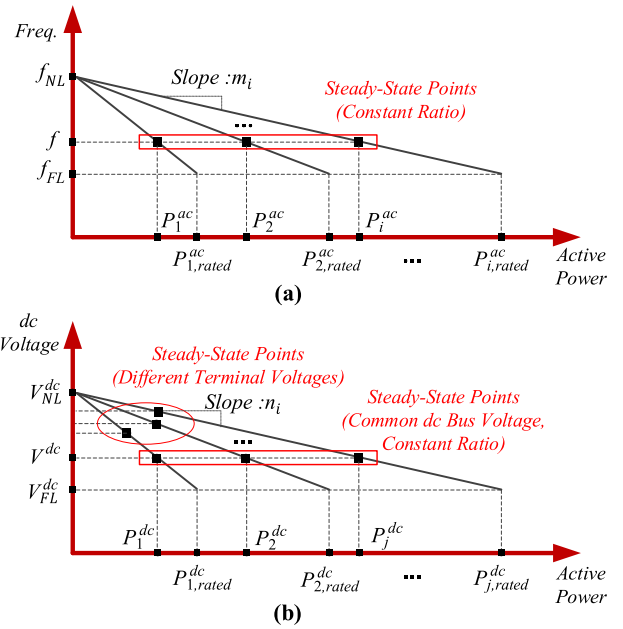 Freq.
f_NL
Slope :m_i
Steady-State Points
(Constant Ratio)
...
f
f_FL
P_1^ac
P_2^ac
P_i^ac
P_1,rated^ac
P_2,rated^ac
...
P_i,rated^ac
Active
Power
(a)
dc
Voltage
Steady-State Points
(Different Terminal Voltages)
V_NL^dc
Slope :n_i
Steady-State Points
(Common dc Bus Voltage,
Constant Ratio)
...
V^dc
V_FL^dc
P_1^dc
P_2^dc
P_j^dc
P_1,rated^dc
P_2,rated^dc
...
P_j,rated^dc
Active
Power
(b)